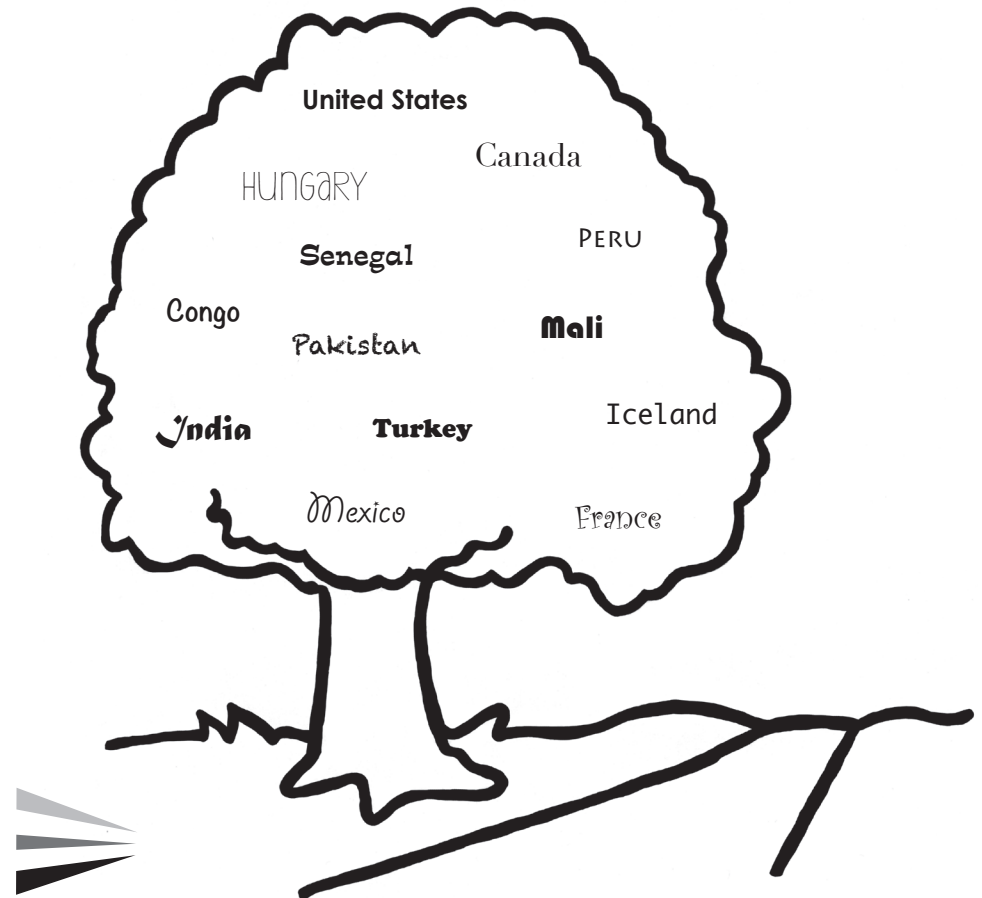 United States
Canada
HUNGARY
PERU
Senegal
Congo
Mali
Pakistan
Iceland
India
Turkey
Mexico
France